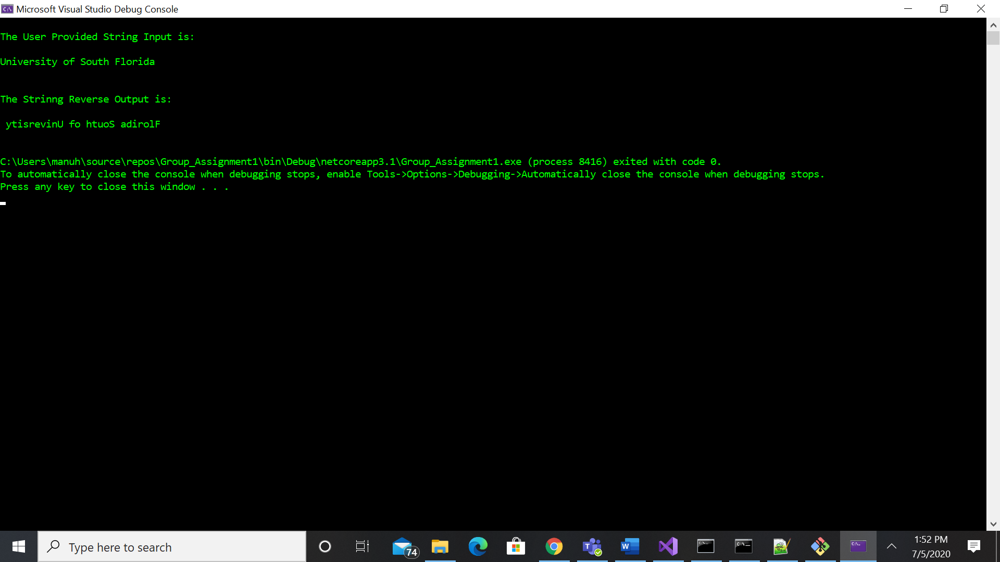 Microsoft Visual Studio Debug Console
The User Provided String Input is:
University of South Florida
The Strinng Reverse Output is:
ytisrevinU fo htuoS adirolF
C:\Users\manuh\source\repos\Group_Assignment1\bin\Debug\netcoreapp3.1\Group_Assignment1.exe (process 8416) exited with code 0.
To automatically close the console when debugging stops, enable Tools->Options->Debugging->Automatically close the console when debugging stops.
Press any key to close this window . . .
Type here to search
74
1:52 PM
7/5/2020